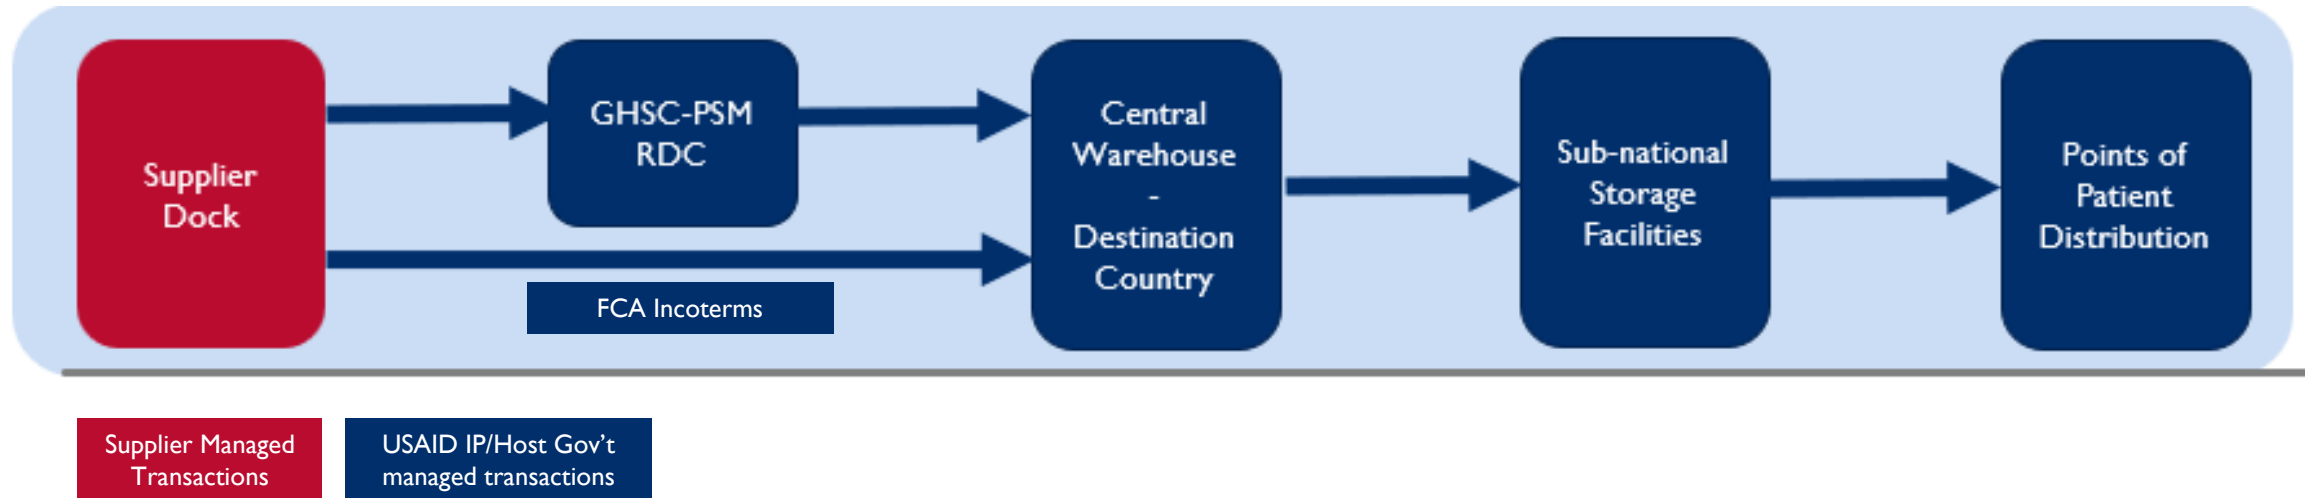 Supplier
Dock
GHSC-PSM
RDC
FCA Incoterms
Central
Warehouse
-
Destination
Country
Sub-national
Storage
Facilities
Points of
Patient
Distribution
Supplier Managed
Transactions
USAID IP/Host Gov’t
managed transactions